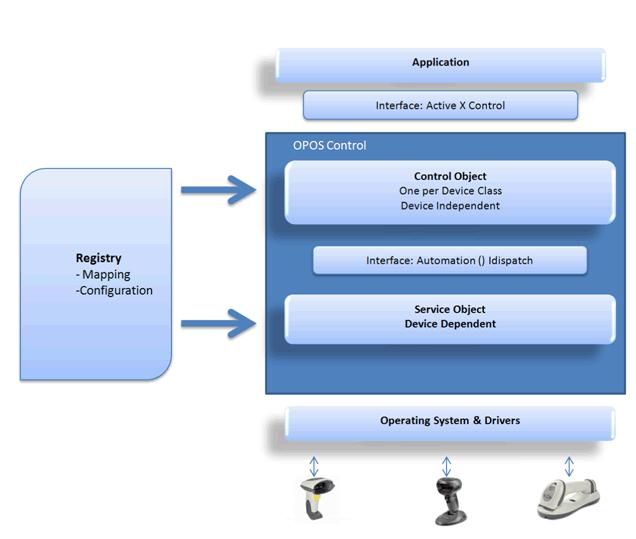 Application
Interface: Active X Control
OPOS Control
Control Object
One per Device Class
Device Independent
Registry
- Mapping
-Configuration
Interface: Automation () Idispatch
Service Object
Device Dependent
Operating System & Drivers